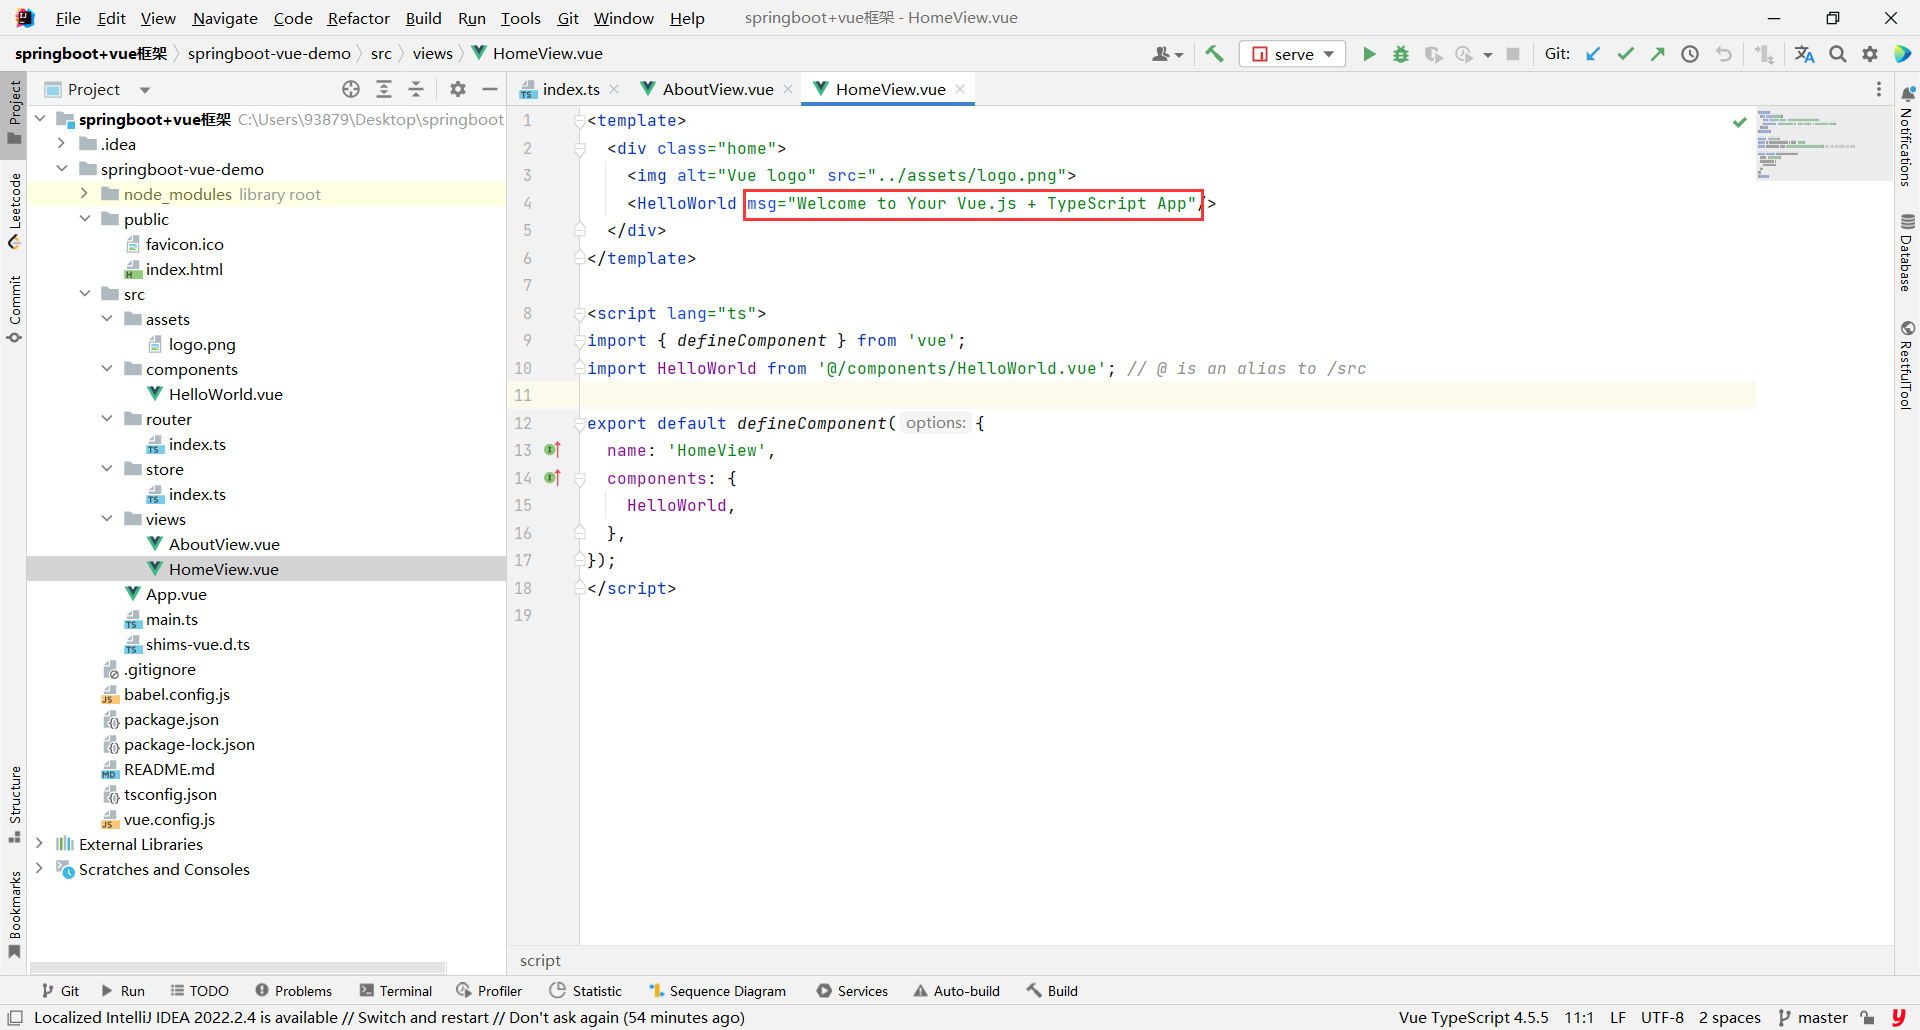 File Edit View Navigate Code Refactor Build Run Tools Git Window Help springboot+vue框架 - HomeView.vue
springboot+vue框架 springboot-vue-demo src views HomeView.vue serve Git:
Project
index.ts AboutView.vue HomeView.vue
springboot+vue框架 C:\Users\93879\Desktop\springboot
.idea
springboot-vue-demo
node_modules library root
public
favicon.ico
index.html
src
assets
logo.png
components
HelloWorld.vue
router
index.ts
store
index.ts
views
AboutView.vue
HomeView.vue
App.vue
main.ts
shims-vue.d.ts
.gitignore
babel.config.js
package.json
package-lock.json
README.md
tsconfig.json
vue.config.js
External Libraries
Scratches and Consoles
Project
Leetcode
Commit
Structure
Bookmarks
1 <template>
2 <div class="home">
3 <img alt="Vue logo" src="../assets/logo.png">
4 <HelloWorld msg="Welcome to Your Vue.js + TypeScript App"/>
5 </div>
6 </template>
7
8 <script lang="ts">
9 import { defineComponent } from 'vue';
10 import HelloWorld from '@/components/HelloWorld.vue'; // @ is an alias to /src
11
12 export default defineComponent( options: {
13 name: 'HomeView',
14 components: {
15 HelloWorld,
16 },
17 });
18 </script>
19
script
Notifications
Database
RestfulTool
Git Run TODO Problems Terminal Profiler Statistic Sequence Diagram Services Auto-build Build
Localized IntelliJ IDEA 2022.2.4 is available // Switch and restart // Don't ask again (54 minutes ago) Vue TypeScript 4.5.5 11:1 LF UTF-8 2 spaces master